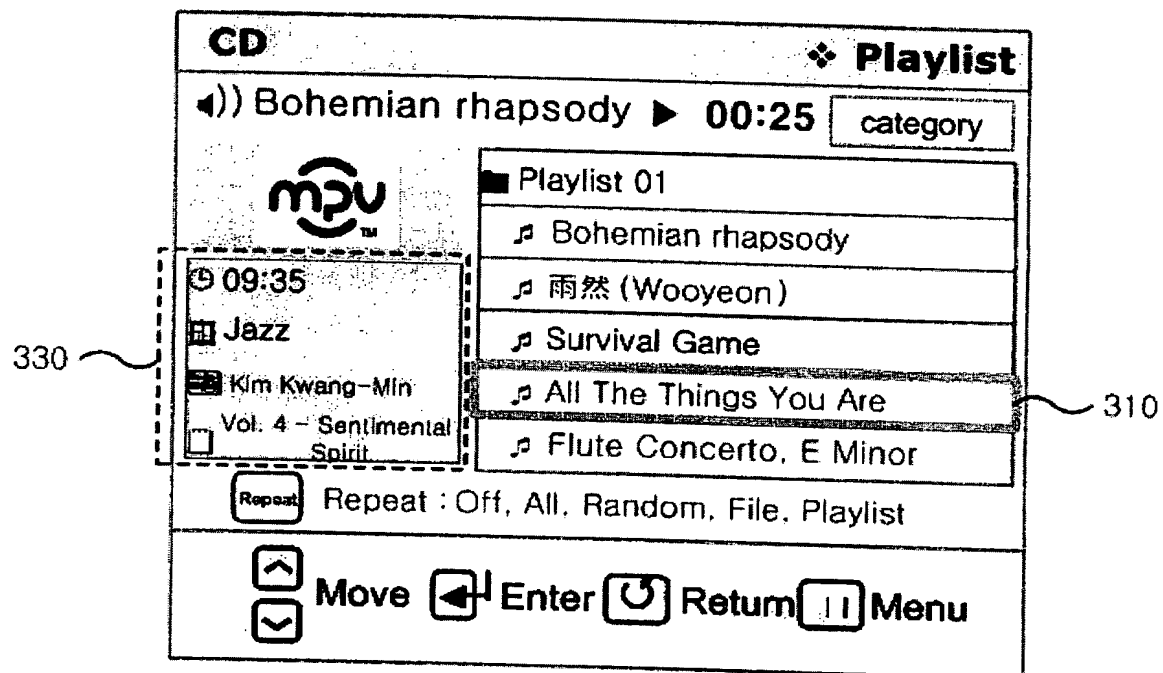 CD
❖ Playlist
Bohemian rhapsody ▶ 00:25
category
mpv
TM
Playlist 01
Bohemian rhapsody
雨然 (Wooyeon)
Survival Game
All The Things You Are
Flute Concerto, E Minor
09:35
Jazz
Kim Kwang-Min
Vol. 4 - Sentimental
Spirit
330
310
Repeat
Repeat : Off, All, Random, File, Playlist
Move Enter Return Menu